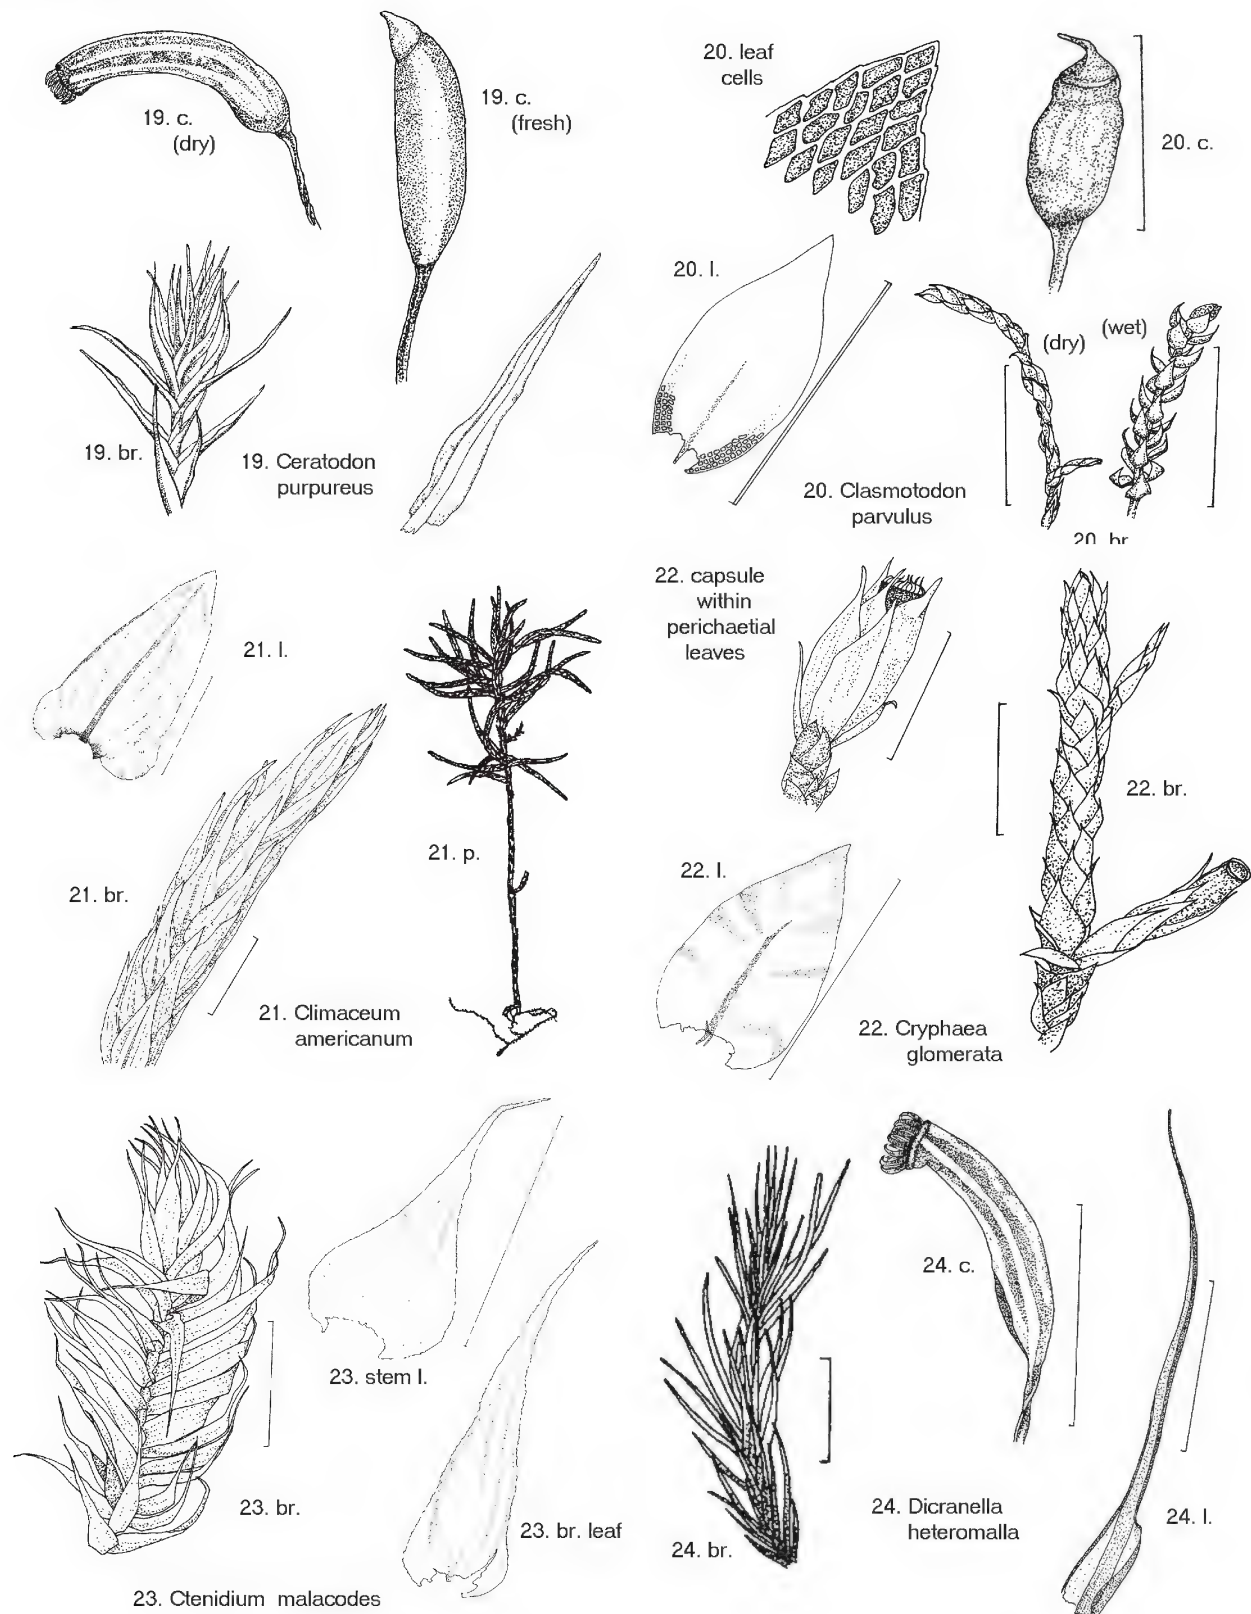 19. c.
(dry)
19. c.
(fresh)
19. br.
19. Ceratodon
purpureus
20. leaf
cells
20. c.
20. l.
(dry)
(wet)
20. Clasmotodon
parvulus
20. br.
21. l.
21. br.
21. p.
21. Climaceum
americanum
22. capsule
within
perichaetial
leaves
22. br.
22. l.
22. Cryphaea
glomerata
23. stem l.
23. br.
23. br. leaf
23. Ctenidium malacodes
24. c.
24. br.
24. Dicranella
heteromalla
24. l.